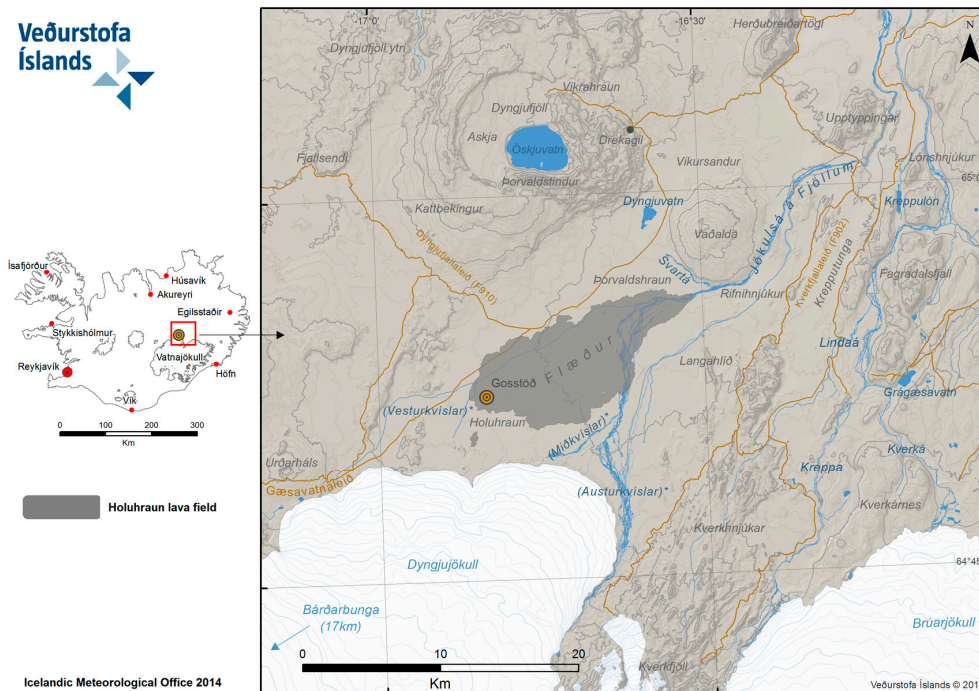 Veðurstofa
Íslands
Ísafjörður
Húsavík
Akureyri
Egilsstaðir
Stykkishólmur
Vatnajökull
Reykjavík
Höfn
Vík
0 50 100 200 300
Km
Holuhraun lava field
Icelandic Meteorological Office 2014
-17°0'
-16°30'
N
Herðubreiðartögl
Dyngjufjöll ytri
Vikrahraun
Dyngjufjöll
Upptyppingar
Askja
Drekagil
Öskjuvatn
Lónshnjúkur
Fjallsendi
Vikursandur
Þorvaldstindur
65°0'
Kreppulón
Kattbekingur
Dyngjuvatn
Vaðalda
Jökulsá á Fjöllum
Dyngjufjallaleið (F910)
Svartá
Kverkfjallaleið (F902)
Krepputunga
Fagradalsfjall
Þorvaldshraun
Rifnihnjúkur
Flæður
Lindaá
Langahlíð
Gosstöð
Grágæsavatn
(Vesturkvíslar)*
Holuhraun
(Miðkvíslar)*
Kverká
Urðarháls
Kreppa
Gæsavatnaleið
(Austurkvíslar)*
Kverkárnes
Kverkhnjúkar
64°45'
Dyngjujökull
Bárðarbunga
(17km)
Brúarjökull
0 10 20
Km
Kverkfjöll
Veðurstofa Íslands ©